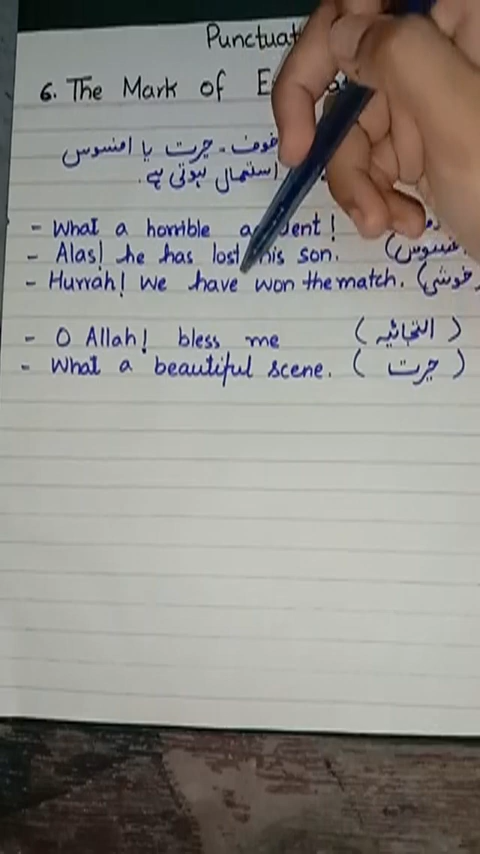 Punctuat
6. The Mark of E
خوف - حیرت یا افسوس
استعمال ہوتی ہے.
- What a horrible a dent!
- Alas! he has lost his son. (افسوس)
- Hurrah! We have won the match. (خوشی
- O Allah! bless me (التجائیہ)
- What a beautiful scene. (حیرت)